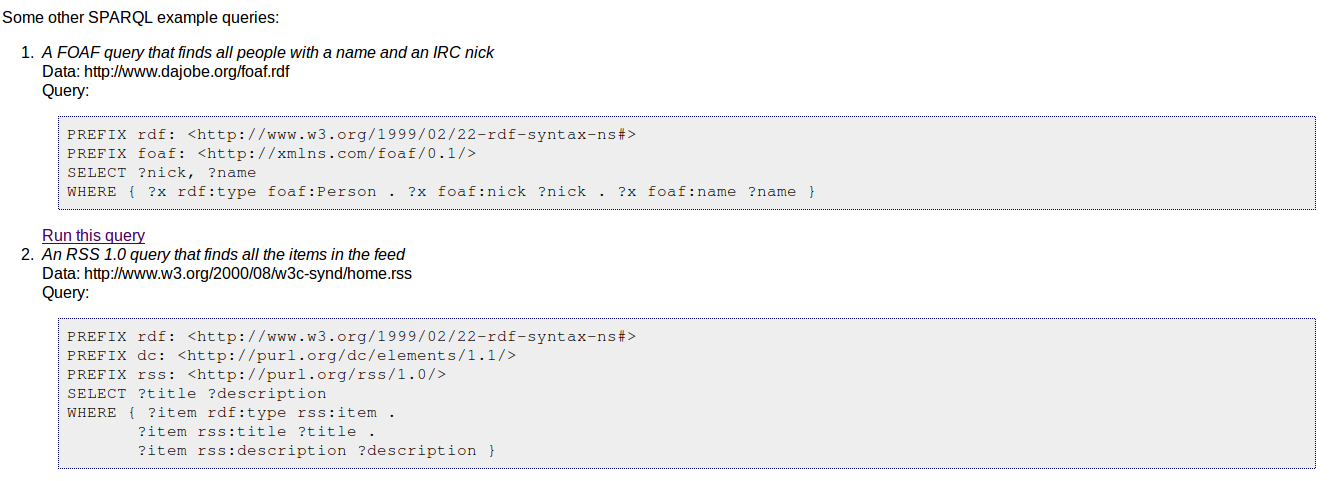 Some other SPARQL example queries:
1. A FOAF query that finds all people with a name and an IRC nick
Data: http://www.dajobe.org/foaf.rdf
Query:
PREFIX rdf: <http://www.w3.org/1999/02/22-rdf-syntax-ns#>
PREFIX foaf: <http://xmlns.com/foaf/0.1/>
SELECT ?nick, ?name
WHERE { ?x rdf:type foaf:Person . ?x foaf:nick ?nick . ?x foaf:name ?name }
Run this query
2. An RSS 1.0 query that finds all the items in the feed
Data: http://www.w3.org/2000/08/w3c-synd/home.rss
Query:
PREFIX rdf: <http://www.w3.org/1999/02/22-rdf-syntax-ns#>
PREFIX dc: <http://purl.org/dc/elements/1.1/>
PREFIX rss: <http://purl.org/rss/1.0/>
SELECT ?title ?description
WHERE { ?item rdf:type rss:item .
?item rss:title ?title .
?item rss:description ?description }